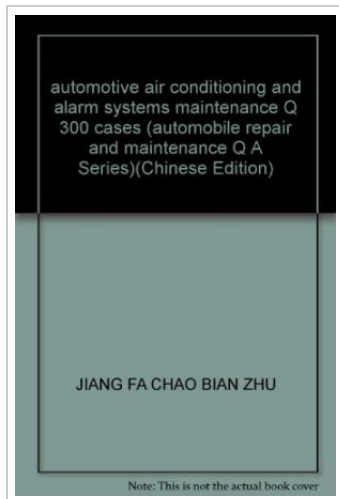 automotive air conditioning and
alarm systems maintenance Q
300 cases (automobile repair
and maintenance Q A
Series)(Chinese Edition)
JIANG FA CHAO BIAN ZHU
Note: This is not the actual book cover